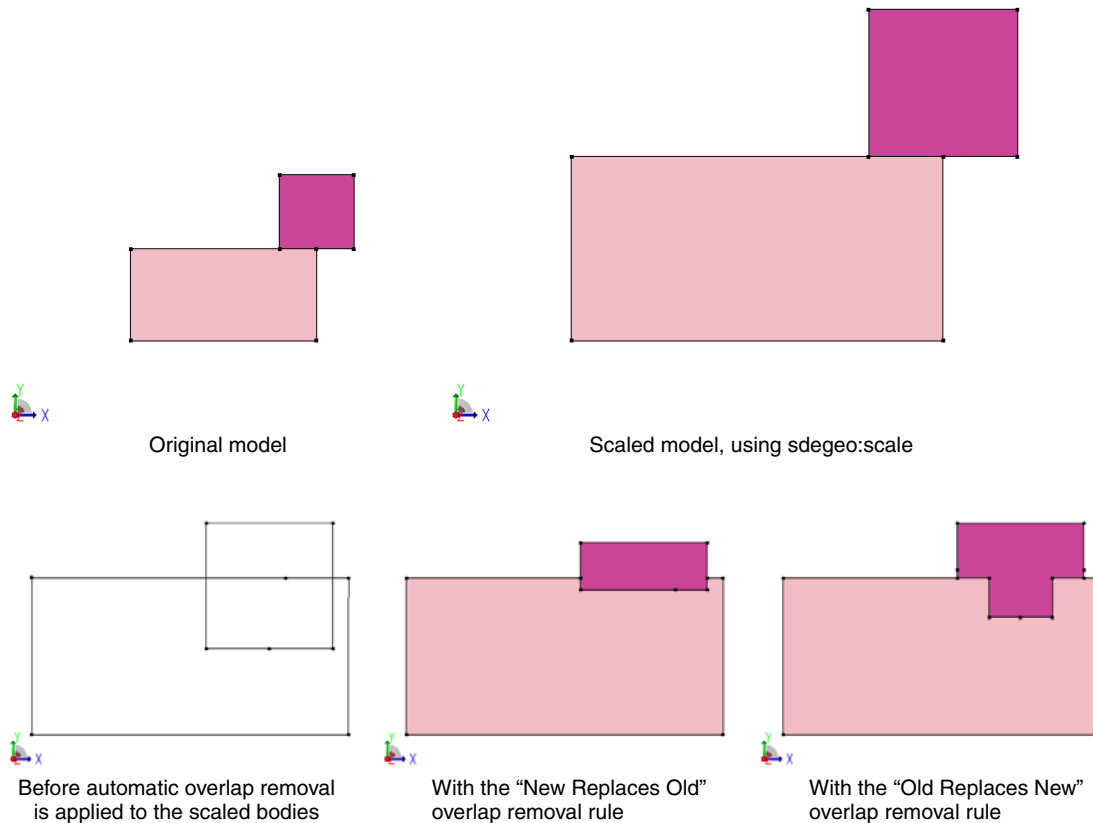 Y
Z
X
Y
Z
X
Original model
Scaled model, using sdegeo:scale
Y
Z
X
Y
Z
X
Y
Z
X
Before automatic overlap removal
is applied to the scaled bodies
With the “New Replaces Old”
overlap removal rule
With the “Old Replaces New”
overlap removal rule